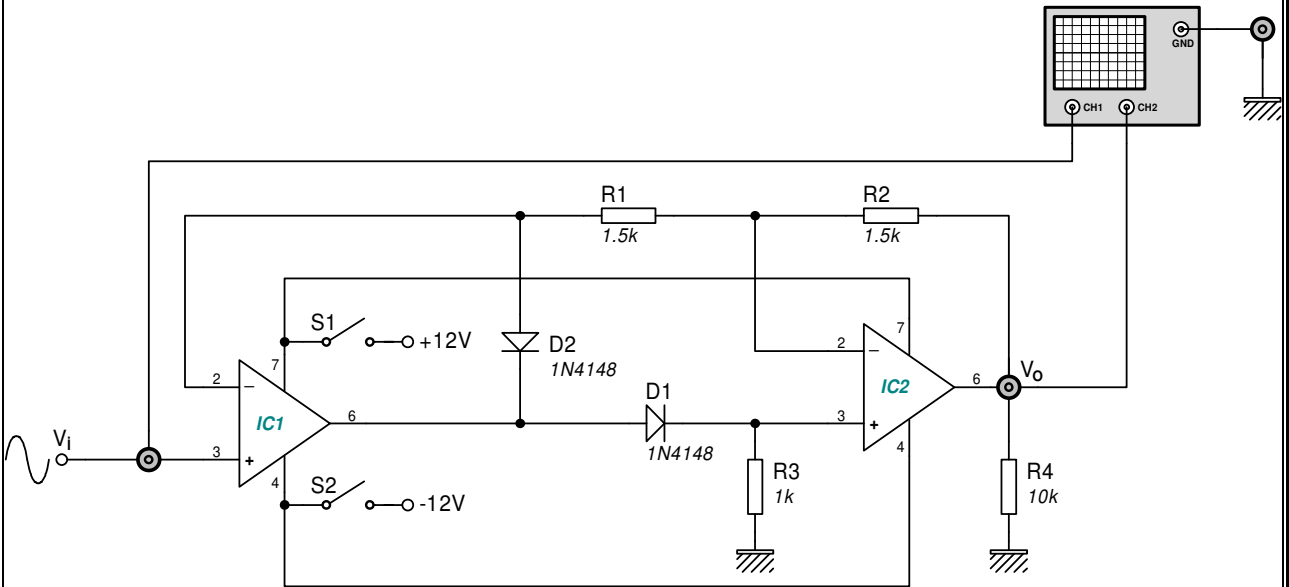 GND
CH1 CH2
R1 R2
1.5k 1.5k
S1 +12V
7
D2
1N4148
7
2
IC2
6
Vo
2
IC1
6
D1
1N4148
3
4
Vi
3
4
S2 -12V
R3
1k
R4
10k
− +
− +